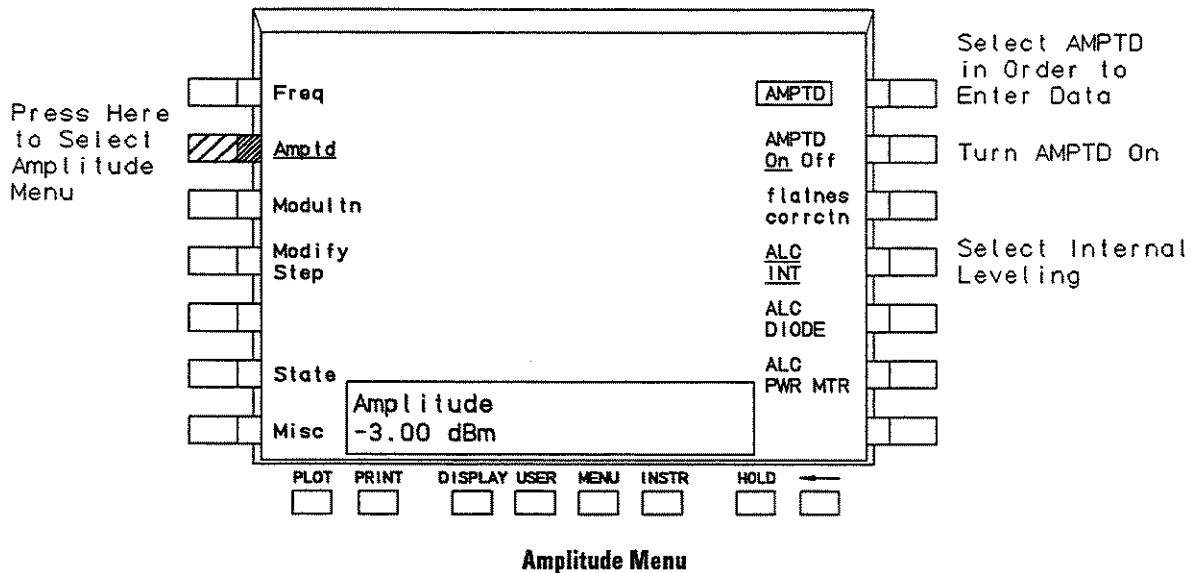 Press Here
to Select
Amplitude
Menu
Freq
Amptd
Modultn
Modify
Step
State
Misc
AMPTD
AMPTD
On Off
flatnes
corrctn
ALC
INT
ALC
DIODE
ALC
PWR MTR
Amplitude
-3.00 dBm
Select AMPTD
in Order to
Enter Data
Turn AMPTD On
Select Internal
Leveling
PLOT PRINT DISPLAY USER MENU INSTR HOLD
Amplitude Menu